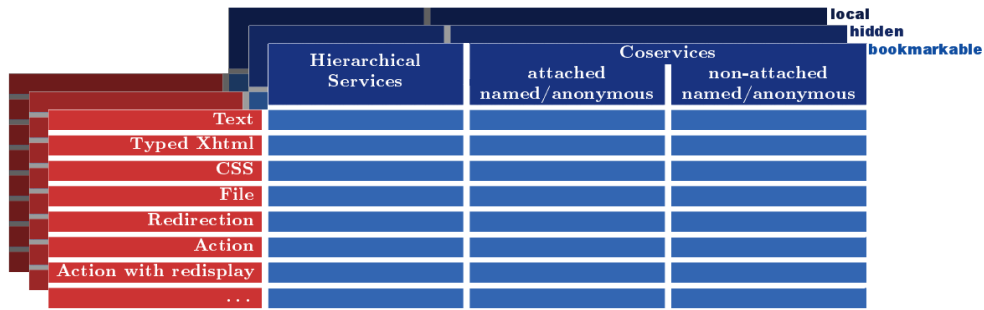 local
hidden
bookmarkable
Hierarchical
Services
Coservices
attached
named/anonymous
non-attached
named/anonymous
Text
Typed Xhtml
CSS
File
Redirection
Action
Action with redisplay
...